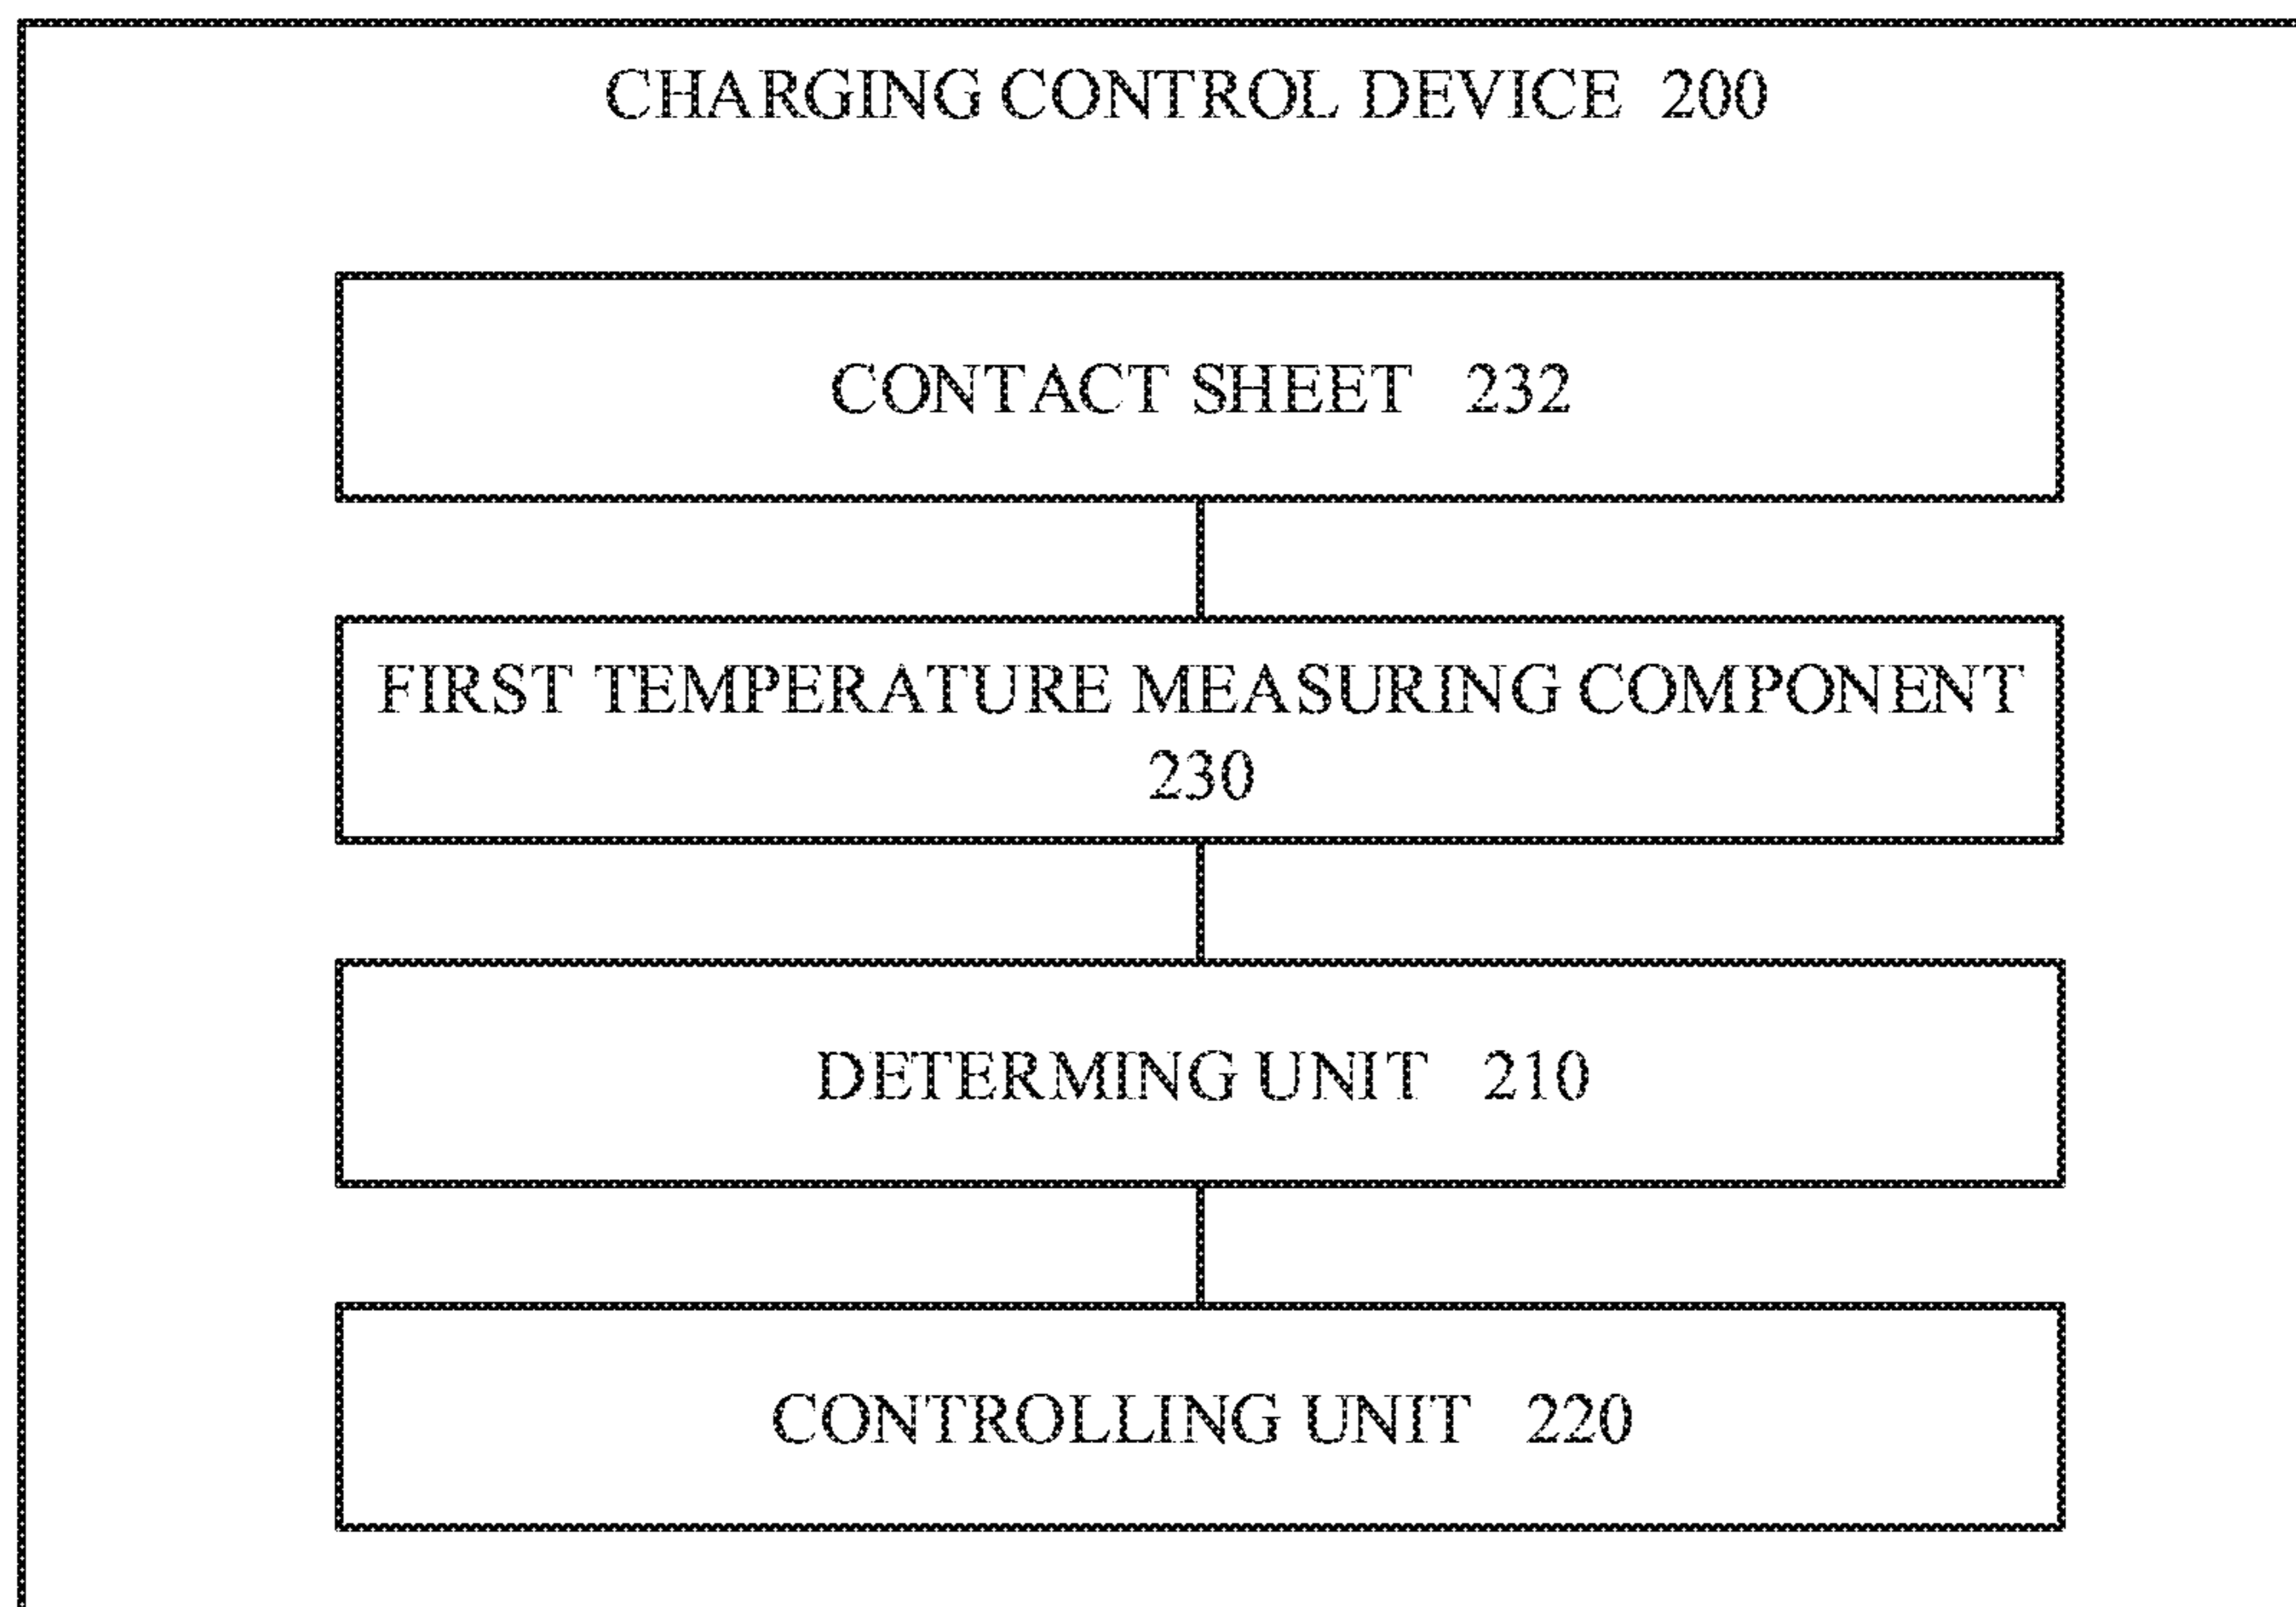 CHARGING CONTROL DEVICE 200
CONTACT SHEET 232
FIRST TEMPERATURE MEASURING COMPONENT
230
DETERMING UNIT 210
CONTROLLING UNIT 220